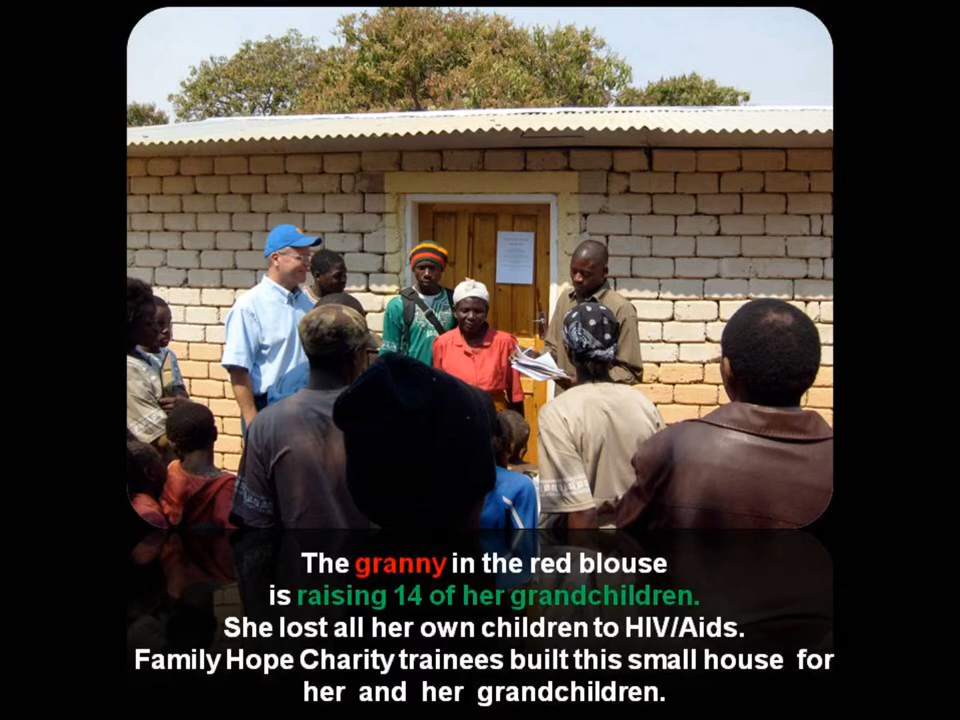 The granny in the red blouse
is raising 14 of her grandchildren.
She lost all her own children to HIV/Aids.
Family Hope Charity trainees built this small house for
her and her grandchildren.